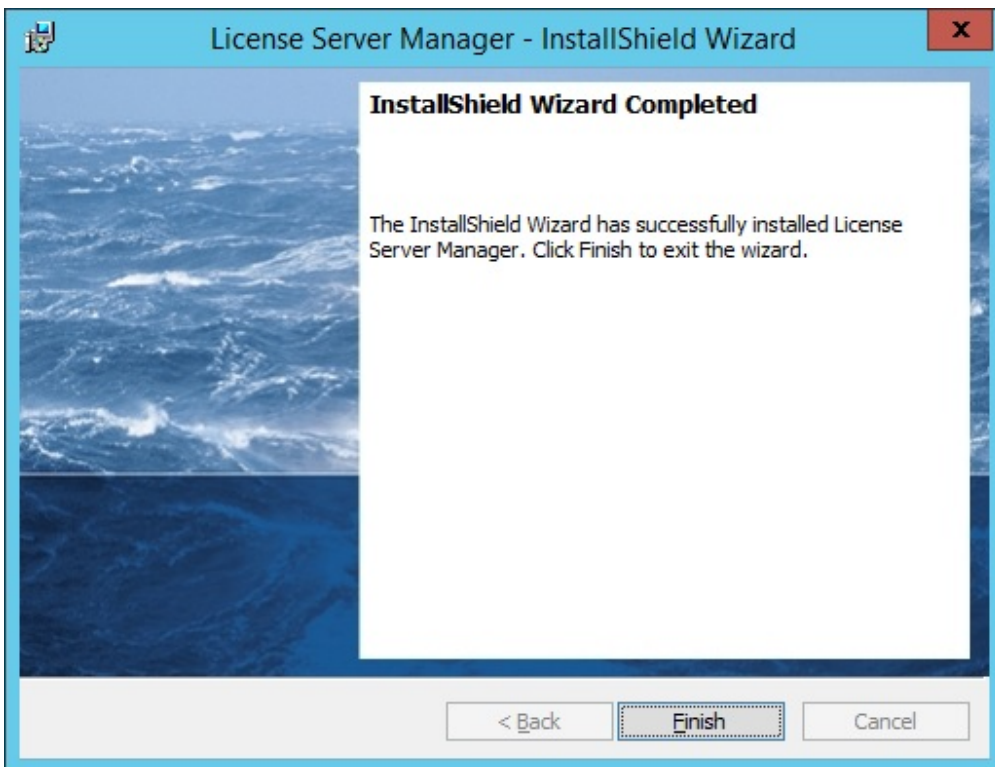 License Server Manager - InstallShield Wizard
X
InstallShield Wizard Completed
The InstallShield Wizard has successfully installed License
Server Manager. Click Finish to exit the wizard.
< Back
Finish
Cancel